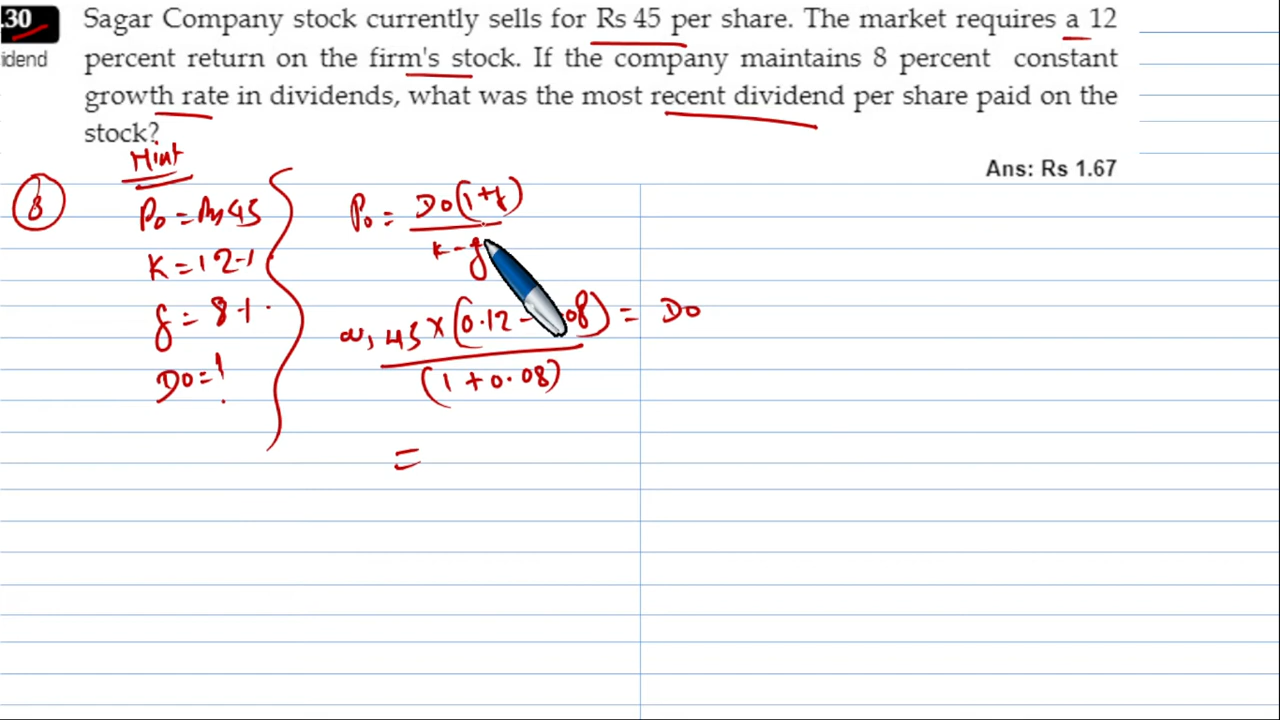 .30
idend
Sagar Company stock currently sells for Rs 45 per share. The market requires a 12
percent return on the firm's stock. If the company maintains 8 percent constant
growth rate in dividends, what was the most recent dividend per share paid on the
stock?
Ans: Rs 1.67
8
Hint
P0 = Rs 45
K = 12%
g = 8%
D0 = ?
P0 = D0(1+g)
K - g
or, 45 × (0.12 - .08) = D0
(1 + 0.08)
=